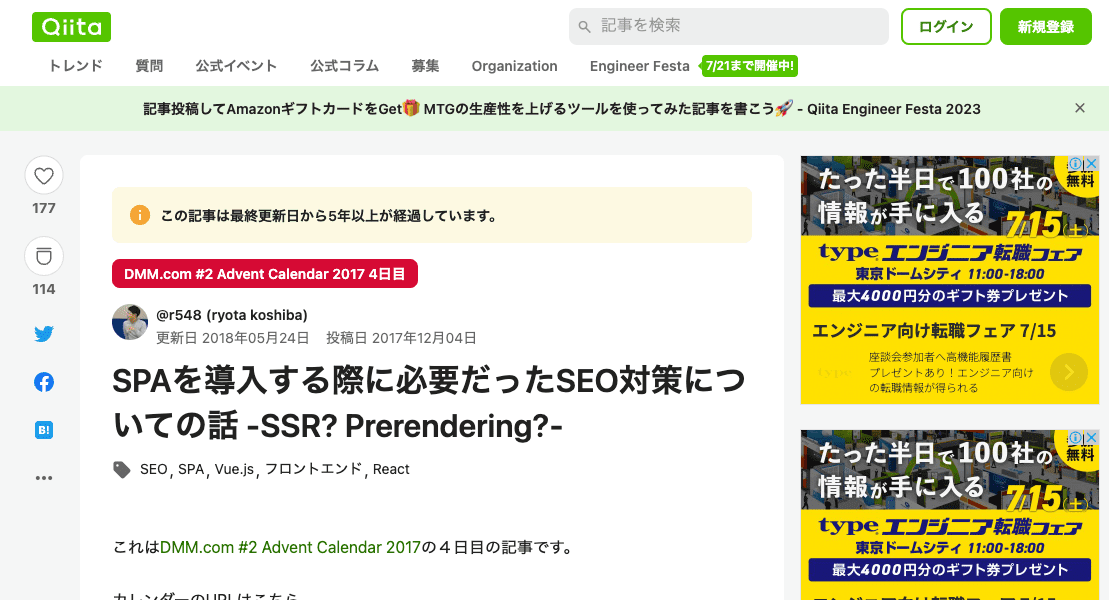 Qiita
記事を検索
ログイン
新規登録
トレンド 質問 公式イベント 公式コラム 募集 Organization Engineer Festa 7/21まで開催中!
記事投稿してAmazonギフトカードをGet🎁 MTGの生産性を上げるツールを使ってみた記事を書こう🚀 - Qiita Engineer Festa 2023
177
114
B!
この記事は最終更新日から5年以上が経過しています。
DMM.com #2 Advent Calendar 2017 4日目
@r548 (ryota koshiba)
更新日 2018年05月24日 投稿日 2017年12月04日
SPAを導入する際に必要だったSEO対策につ
いての話 -SSR? Prerendering?-
SEO, SPA, Vue.js, フロントエンド, React
これはDMM.com #2 Advent Calendar 2017の４日目の記事です。
カレンダーのURLはこちら
たった半日で100社の
情報が手に入る
無料
7/15(土)
type エンジニア転職フェア
東京ドームシティ 11:00-18:00
最大4000円分のギフト券プレゼント
エンジニア向け転職フェア 7/15
type
座談会参加者へ高機能履歴書
プレゼントあり！エンジニア向け
の転職情報が得られる
たった半日で100社の
情報が手に入る
無料
7/15(土)
type エンジニア転職フェア
東京ドームシティ 11:00-18:00
最大4000円分のギフト券プレゼント